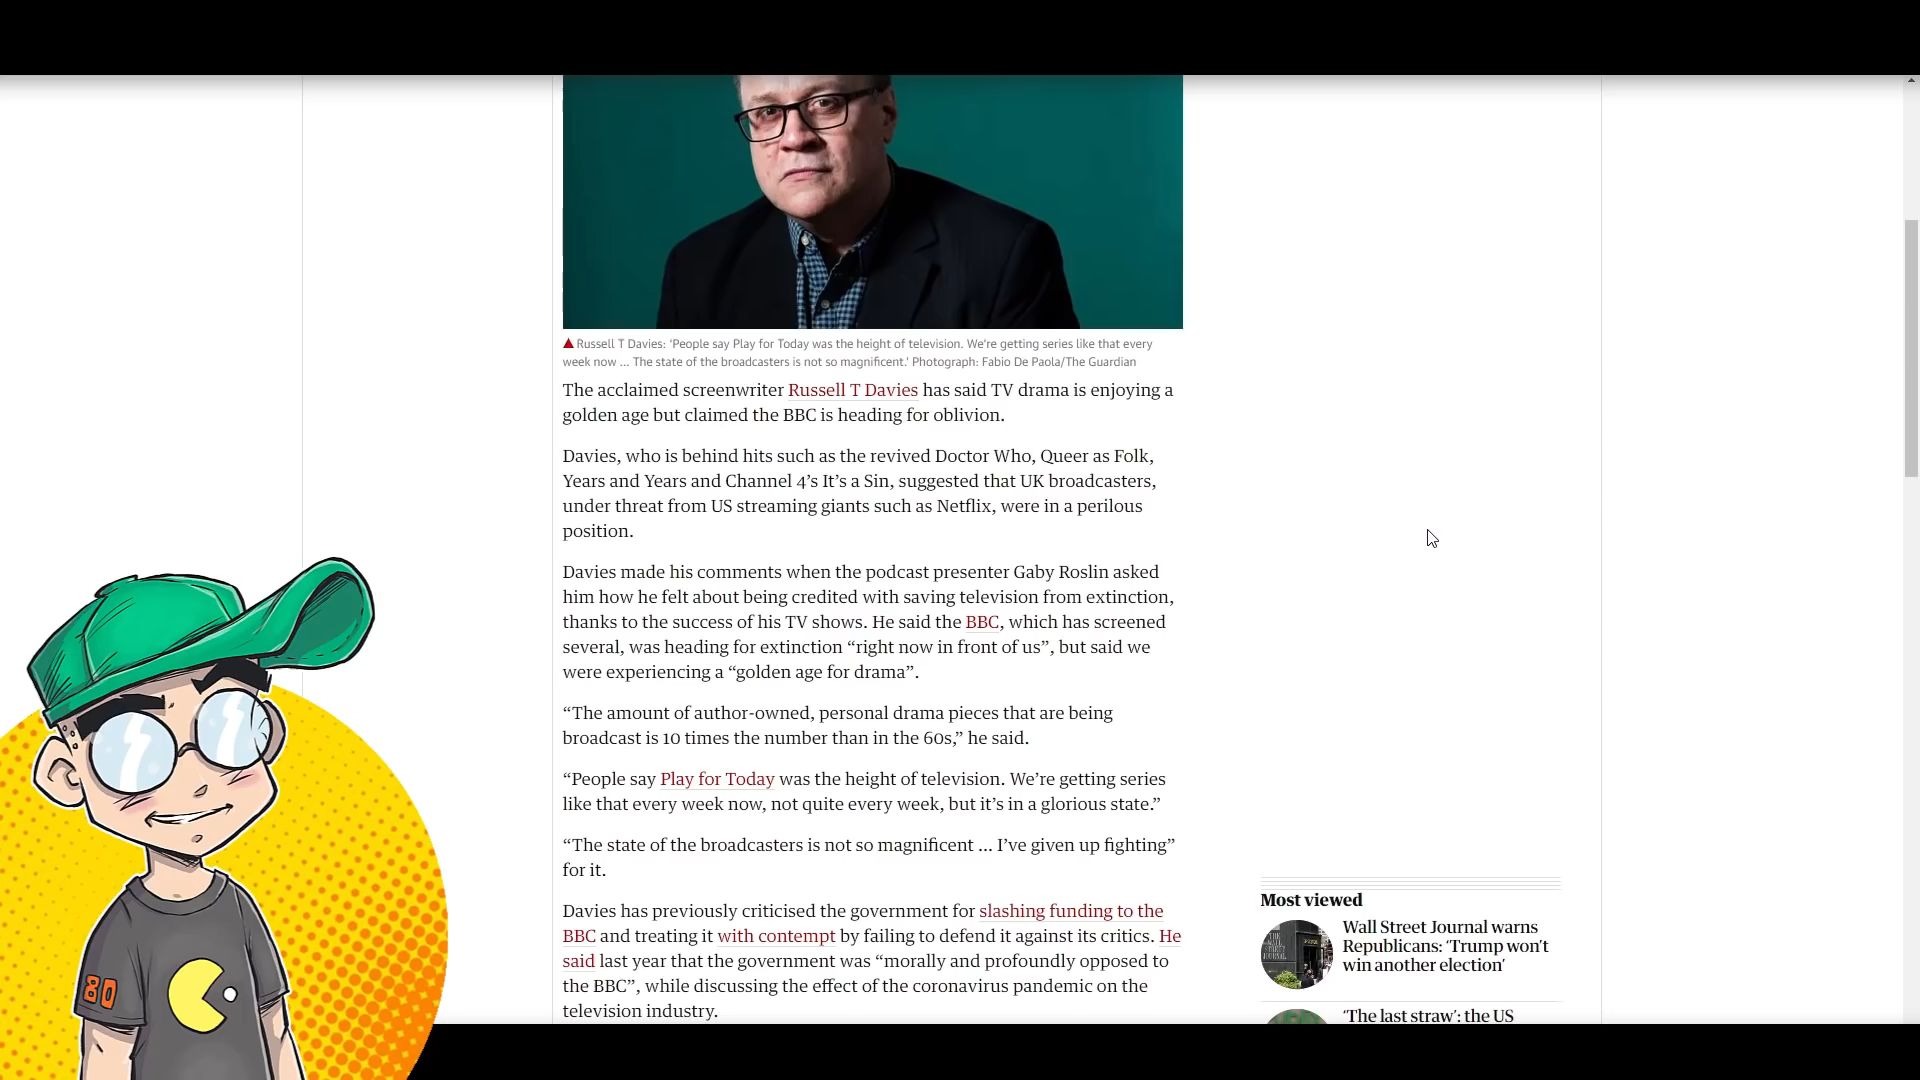 ▲ Russell T Davies: ‘People say Play for Today was the height of television. We’re getting series like that every
week now ... The state of the broadcasters is not so magnificent.’ Photograph: Fabio De Paola/The Guardian
The acclaimed screenwriter Russell T Davies has said TV drama is enjoying a
golden age but claimed the BBC is heading for oblivion.
Davies, who is behind hits such as the revived Doctor Who, Queer as Folk,
Years and Years and Channel 4’s It’s a Sin, suggested that UK broadcasters,
under threat from US streaming giants such as Netflix, were in a perilous
position.
Davies made his comments when the podcast presenter Gaby Roslin asked
him how he felt about being credited with saving television from extinction,
thanks to the success of his TV shows. He said the BBC, which has screened
several, was heading for extinction “right now in front of us”, but said we
were experiencing a “golden age for drama”.
“The amount of author-owned, personal drama pieces that are being
broadcast is 10 times the number than in the 60s,” he said.
“People say Play for Today was the height of television. We’re getting series
like that every week now, not quite every week, but it’s in a glorious state.”
“The state of the broadcasters is not so magnificent ... I’ve given up fighting”
for it.
Davies has previously criticised the government for slashing funding to the
BBC and treating it with contempt by failing to defend it against its critics. He
said last year that the government was “morally and profoundly opposed to
the BBC”, while discussing the effect of the coronavirus pandemic on the
television industry.
Most viewed
Wall Street Journal warns
Republicans: ‘Trump won’t
win another election’
‘The last straw’: the US
80